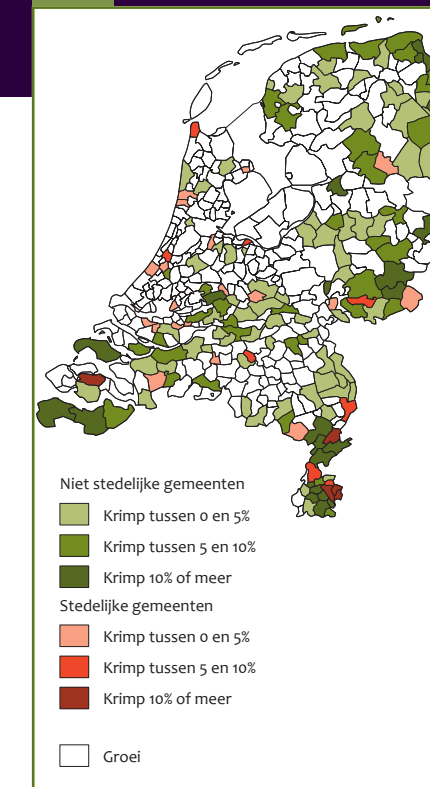 Niet stedelijke gemeenten
Krimp tussen 0 en 5%
Krimp tussen 5 en 10%
Krimp 10% of meer
Stedelijke gemeenten
Krimp tussen 0 en 5%
Krimp tussen 5 en 10%
Krimp 10% of meer
Groei